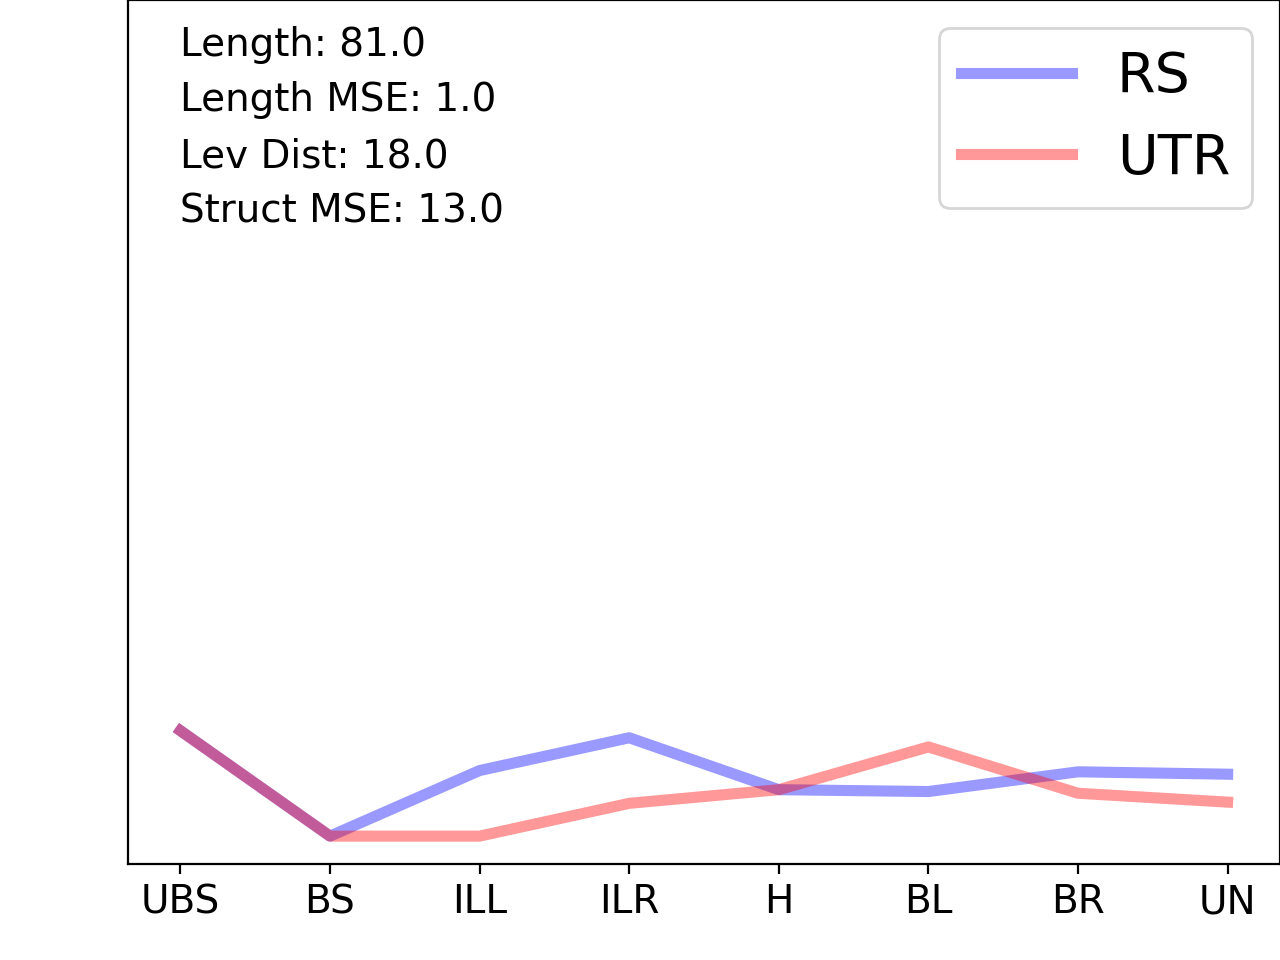 Length: 81.0
Length MSE: 1.0
Lev Dist: 18.0
Struct MSE: 13.0
RS
UTR
UBS BS ILL ILR H BL BR UN